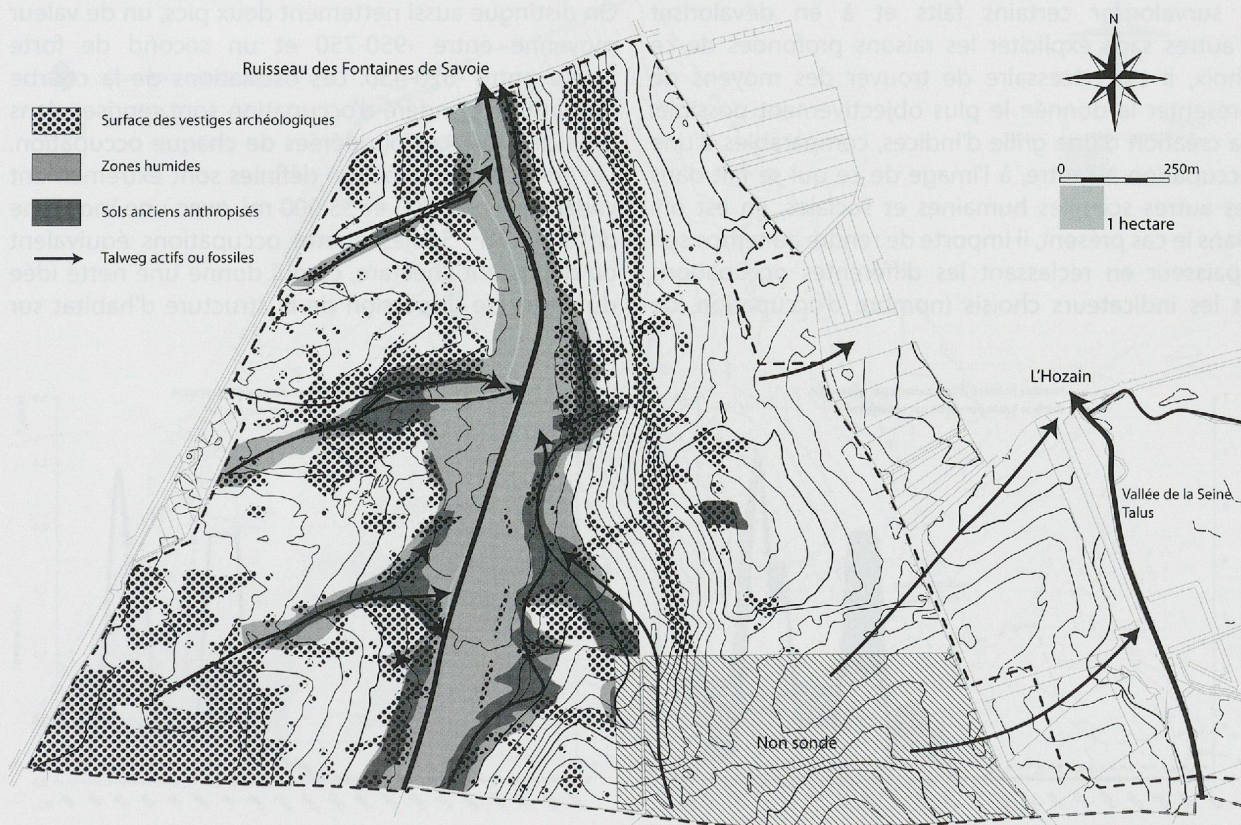 N
Ruisseau des Fontaines de Savoie
Surface des vestiges archéologiques
Zones humides
Sols anciens anthropisés
Talweg actifs ou fossiles
0 250m
1 hectare
L'Hozain
Vallée de la Seine
Talus
Non sondé